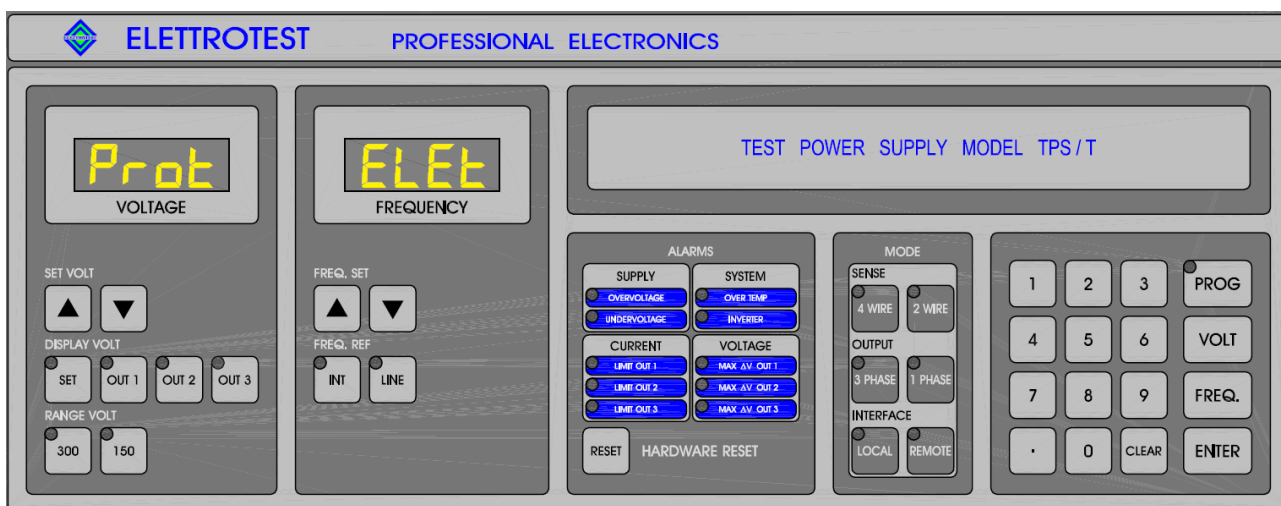 ELETTROTEST PROFESSIONAL ELECTRONICS
Prot
VOLTAGE
SET VOLT
DISPLAY VOLT
SET OUT 1 OUT 2 OUT 3
RANGE VOLT
300 150
ELEt
FREQUENCY
FREQ. SET
FREQ. REF
INT LINE
TEST POWER SUPPLY MODEL TPS / T
ALARMS
SUPPLY SYSTEM
OVERVOLTAGE OVER TEMP
UNDERVOLTAGE INVERTER
CURRENT VOLTAGE
LIMIT OUT 1 MAX ΔV OUT 1
LIMIT OUT 2 MAX ΔV OUT 2
LIMIT OUT 3 MAX ΔV OUT 3
RESET HARDWARE RESET
MODE
SENSE
4 WIRE 2 WIRE
OUTPUT
3 PHASE 1 PHASE
INTERFACE
LOCAL REMOTE
1 2 3 PROG
4 5 6 VOLT
7 8 9 FREQ.
. 0 CLEAR ENTER